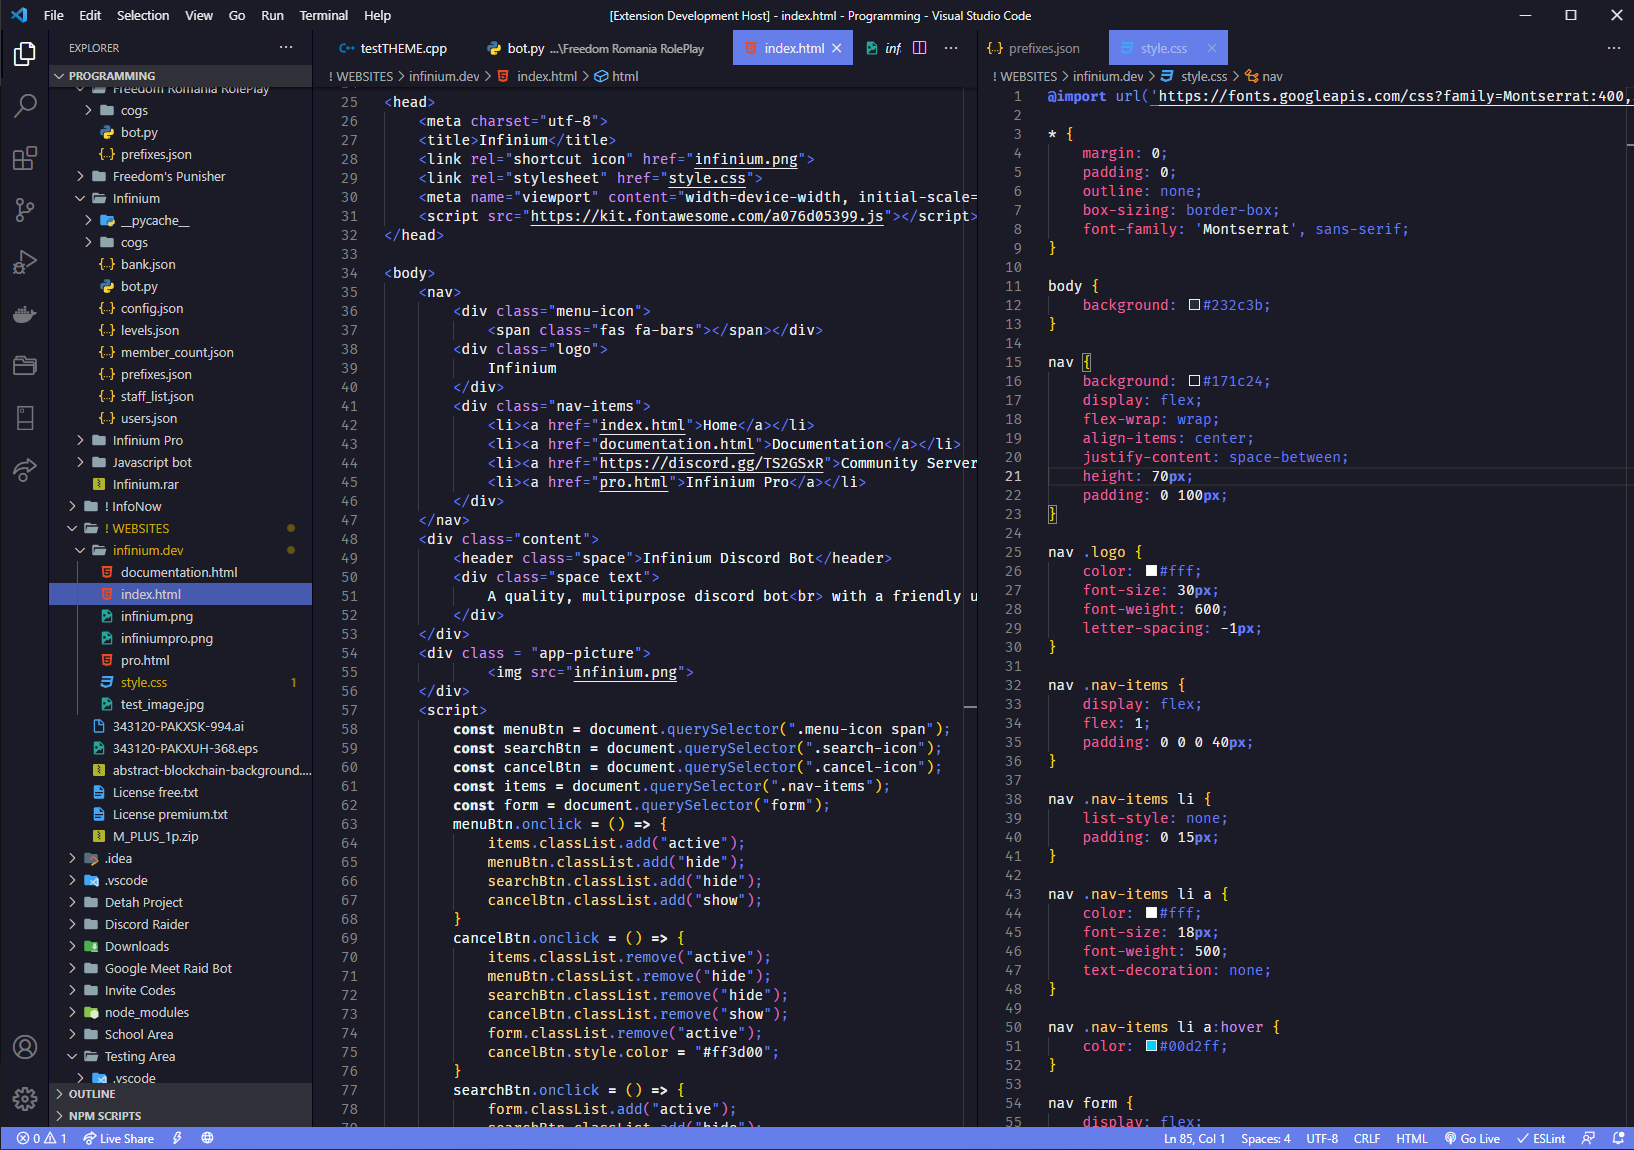 File Edit Selection View Go Run Terminal Help
[Extension Development Host] - index.html - Programming - Visual Studio Code
EXPLORER
PROGRAMMING
Freedom Romania RolePlay
cogs
bot.py
prefixes.json
Freedom's Punisher
Infinium
__pycache__
cogs
bank.json
bot.py
config.json
levels.json
member_count.json
prefixes.json
staff_list.json
users.json
Infinium Pro
Javascript bot
Infinium.rar
! InfoNow
! WEBSITES
infinium.dev
documentation.html
index.html
infinium.png
infiniumpro.png
pro.html
style.css 1
test_image.jpg
343120-PAKXSK-994.ai
343120-PAKXUH-368.eps
abstract-blockchain-background....
License free.txt
License premium.txt
M_PLUS_1p.zip
.idea
.vscode
Detah Project
Discord Raider
Downloads
Google Meet Raid Bot
Invite Codes
node_modules
School Area
Testing Area
.vscode
OUTLINE
NPM SCRIPTS
testTHEME.cpp bot.py ...\Freedom Romania RolePlay index.html inf
! WEBSITES > infinium.dev > index.html > html
25 <head>
26 <meta charset="utf-8">
27 <title>Infinium</title>
28 <link rel="shortcut icon" href="infinium.png">
29 <link rel="stylesheet" href="style.css">
30 <meta name="viewport" content="width=device-width, initial-scale=
31 <script src="https://kit.fontawesome.com/a076d05399.js"></script>
32 </head>
33
34 <body>
35 <nav>
36 <div class="menu-icon">
37 <span class="fas fa-bars"></span></div>
38 <div class="logo">
39 Infinium
40 </div>
41 <div class="nav-items">
42 <li><a href="index.html">Home</a></li>
43 <li><a href="documentation.html">Documentation</a></li>
44 <li><a href="https://discord.gg/TS2GSxR">Community Server
45 <li><a href="pro.html">Infinium Pro</a></li>
46 </div>
47 </nav>
48 <div class="content">
49 <header class="space">Infinium Discord Bot</header>
50 <div class="space text">
51 A quality, multipurpose discord bot<br> with a friendly u
52 </div>
53 </div>
54 <div class = "app-picture">
55 <img src="infinium.png">
56 </div>
57 <script>
58 const menuBtn = document.querySelector(".menu-icon span");
59 const searchBtn = document.querySelector(".search-icon");
60 const cancelBtn = document.querySelector(".cancel-icon");
61 const items = document.querySelector(".nav-items");
62 const form = document.querySelector("form");
63 menuBtn.onclick = () => {
64 items.classList.add("active");
65 menuBtn.classList.add("hide");
66 searchBtn.classList.add("hide");
67 cancelBtn.classList.add("show");
68 }
69 cancelBtn.onclick = () => {
70 items.classList.remove("active");
71 menuBtn.classList.remove("hide");
72 searchBtn.classList.remove("hide");
73 cancelBtn.classList.remove("show");
74 form.classList.remove("active");
75 cancelBtn.style.color = "#ff3d00";
76 }
77 searchBtn.onclick = () => {
78 form.classList.add("active");
79 searchBtn.classList.add("hide");
prefixes.json style.css
! WEBSITES > infinium.dev > style.css > nav
1 @import url('https://fonts.googleapis.com/css?family=Montserrat:400,
2
3 * {
4 margin: 0;
5 padding: 0;
6 outline: none;
7 box-sizing: border-box;
8 font-family: 'Montserrat', sans-serif;
9 }
10
11 body {
12 background: #232c3b;
13 }
14
15 nav {
16 background: #171c24;
17 display: flex;
18 flex-wrap: wrap;
19 align-items: center;
20 justify-content: space-between;
21 height: 70px;
22 padding: 0 100px;
23 }
24
25 nav .logo {
26 color: #fff;
27 font-size: 30px;
28 font-weight: 600;
29 letter-spacing: -1px;
30 }
31
32 nav .nav-items {
33 display: flex;
34 flex: 1;
35 padding: 0 0 0 40px;
36 }
37
38 nav .nav-items li {
39 list-style: none;
40 padding: 0 15px;
41 }
42
43 nav .nav-items li a {
44 color: #fff;
45 font-size: 18px;
46 font-weight: 500;
47 text-decoration: none;
48 }
49
50 nav .nav-items li a:hover {
51 color: #00d2ff;
52 }
53
54 nav form {
55 display: flex;
0 1 Live Share
Ln 85, Col 1 Spaces: 4 UTF-8 CRLF HTML Go Live ESLint